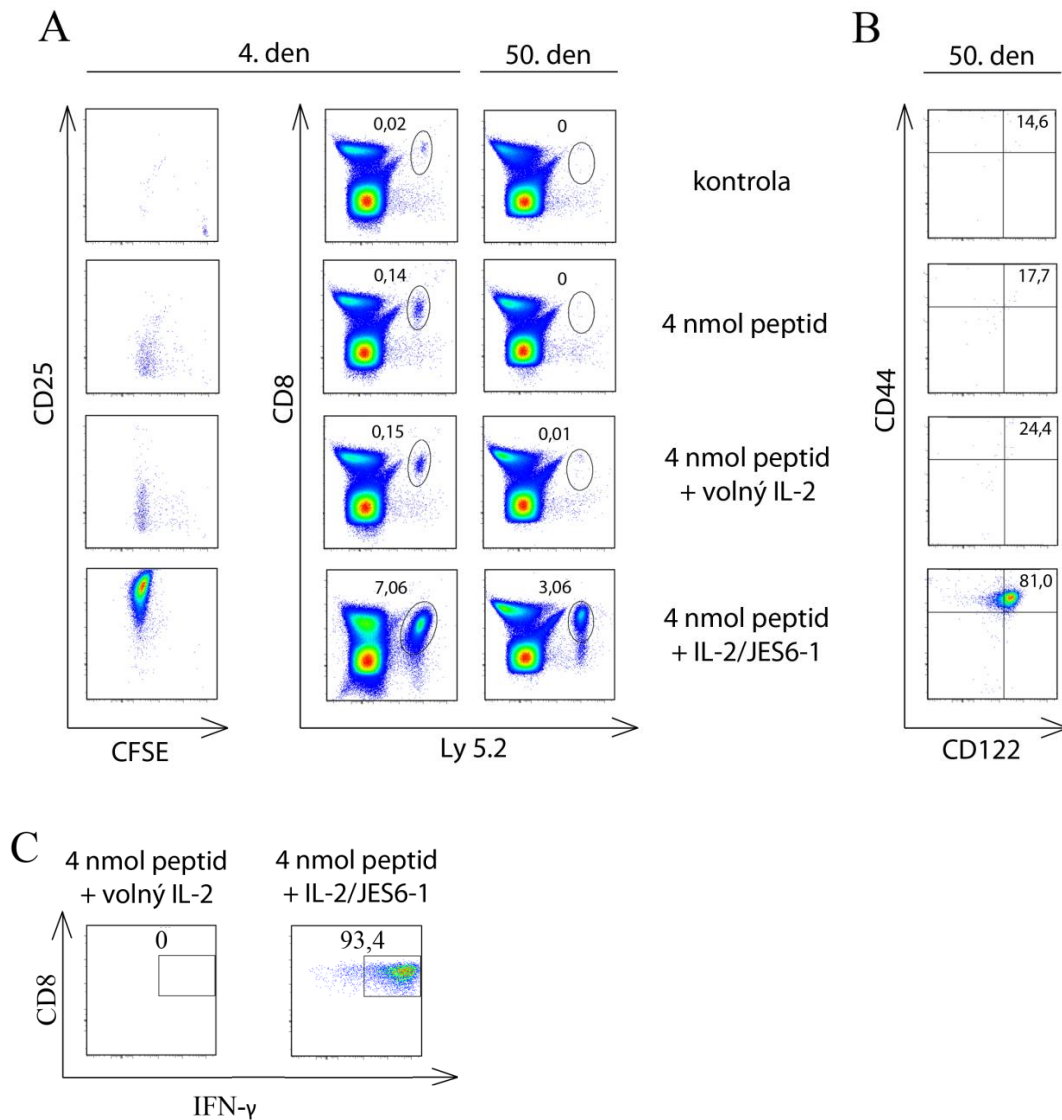 A
B
4. den
50. den
50. den
CD25
CD8
CD44
0,02
0
kontrola
14,6
0,14
0
4 nmol peptid
17,7
0,15
0,01
4 nmol peptid
+ volný IL-2
24,4
7,06
3,06
4 nmol peptid
+ IL-2/JES6-1
81,0
CFSE
Ly 5.2
CD122
C
4 nmol peptid
+ volný IL-2
4 nmol peptid
+ IL-2/JES6-1
CD8
0
93,4
IFN-γ